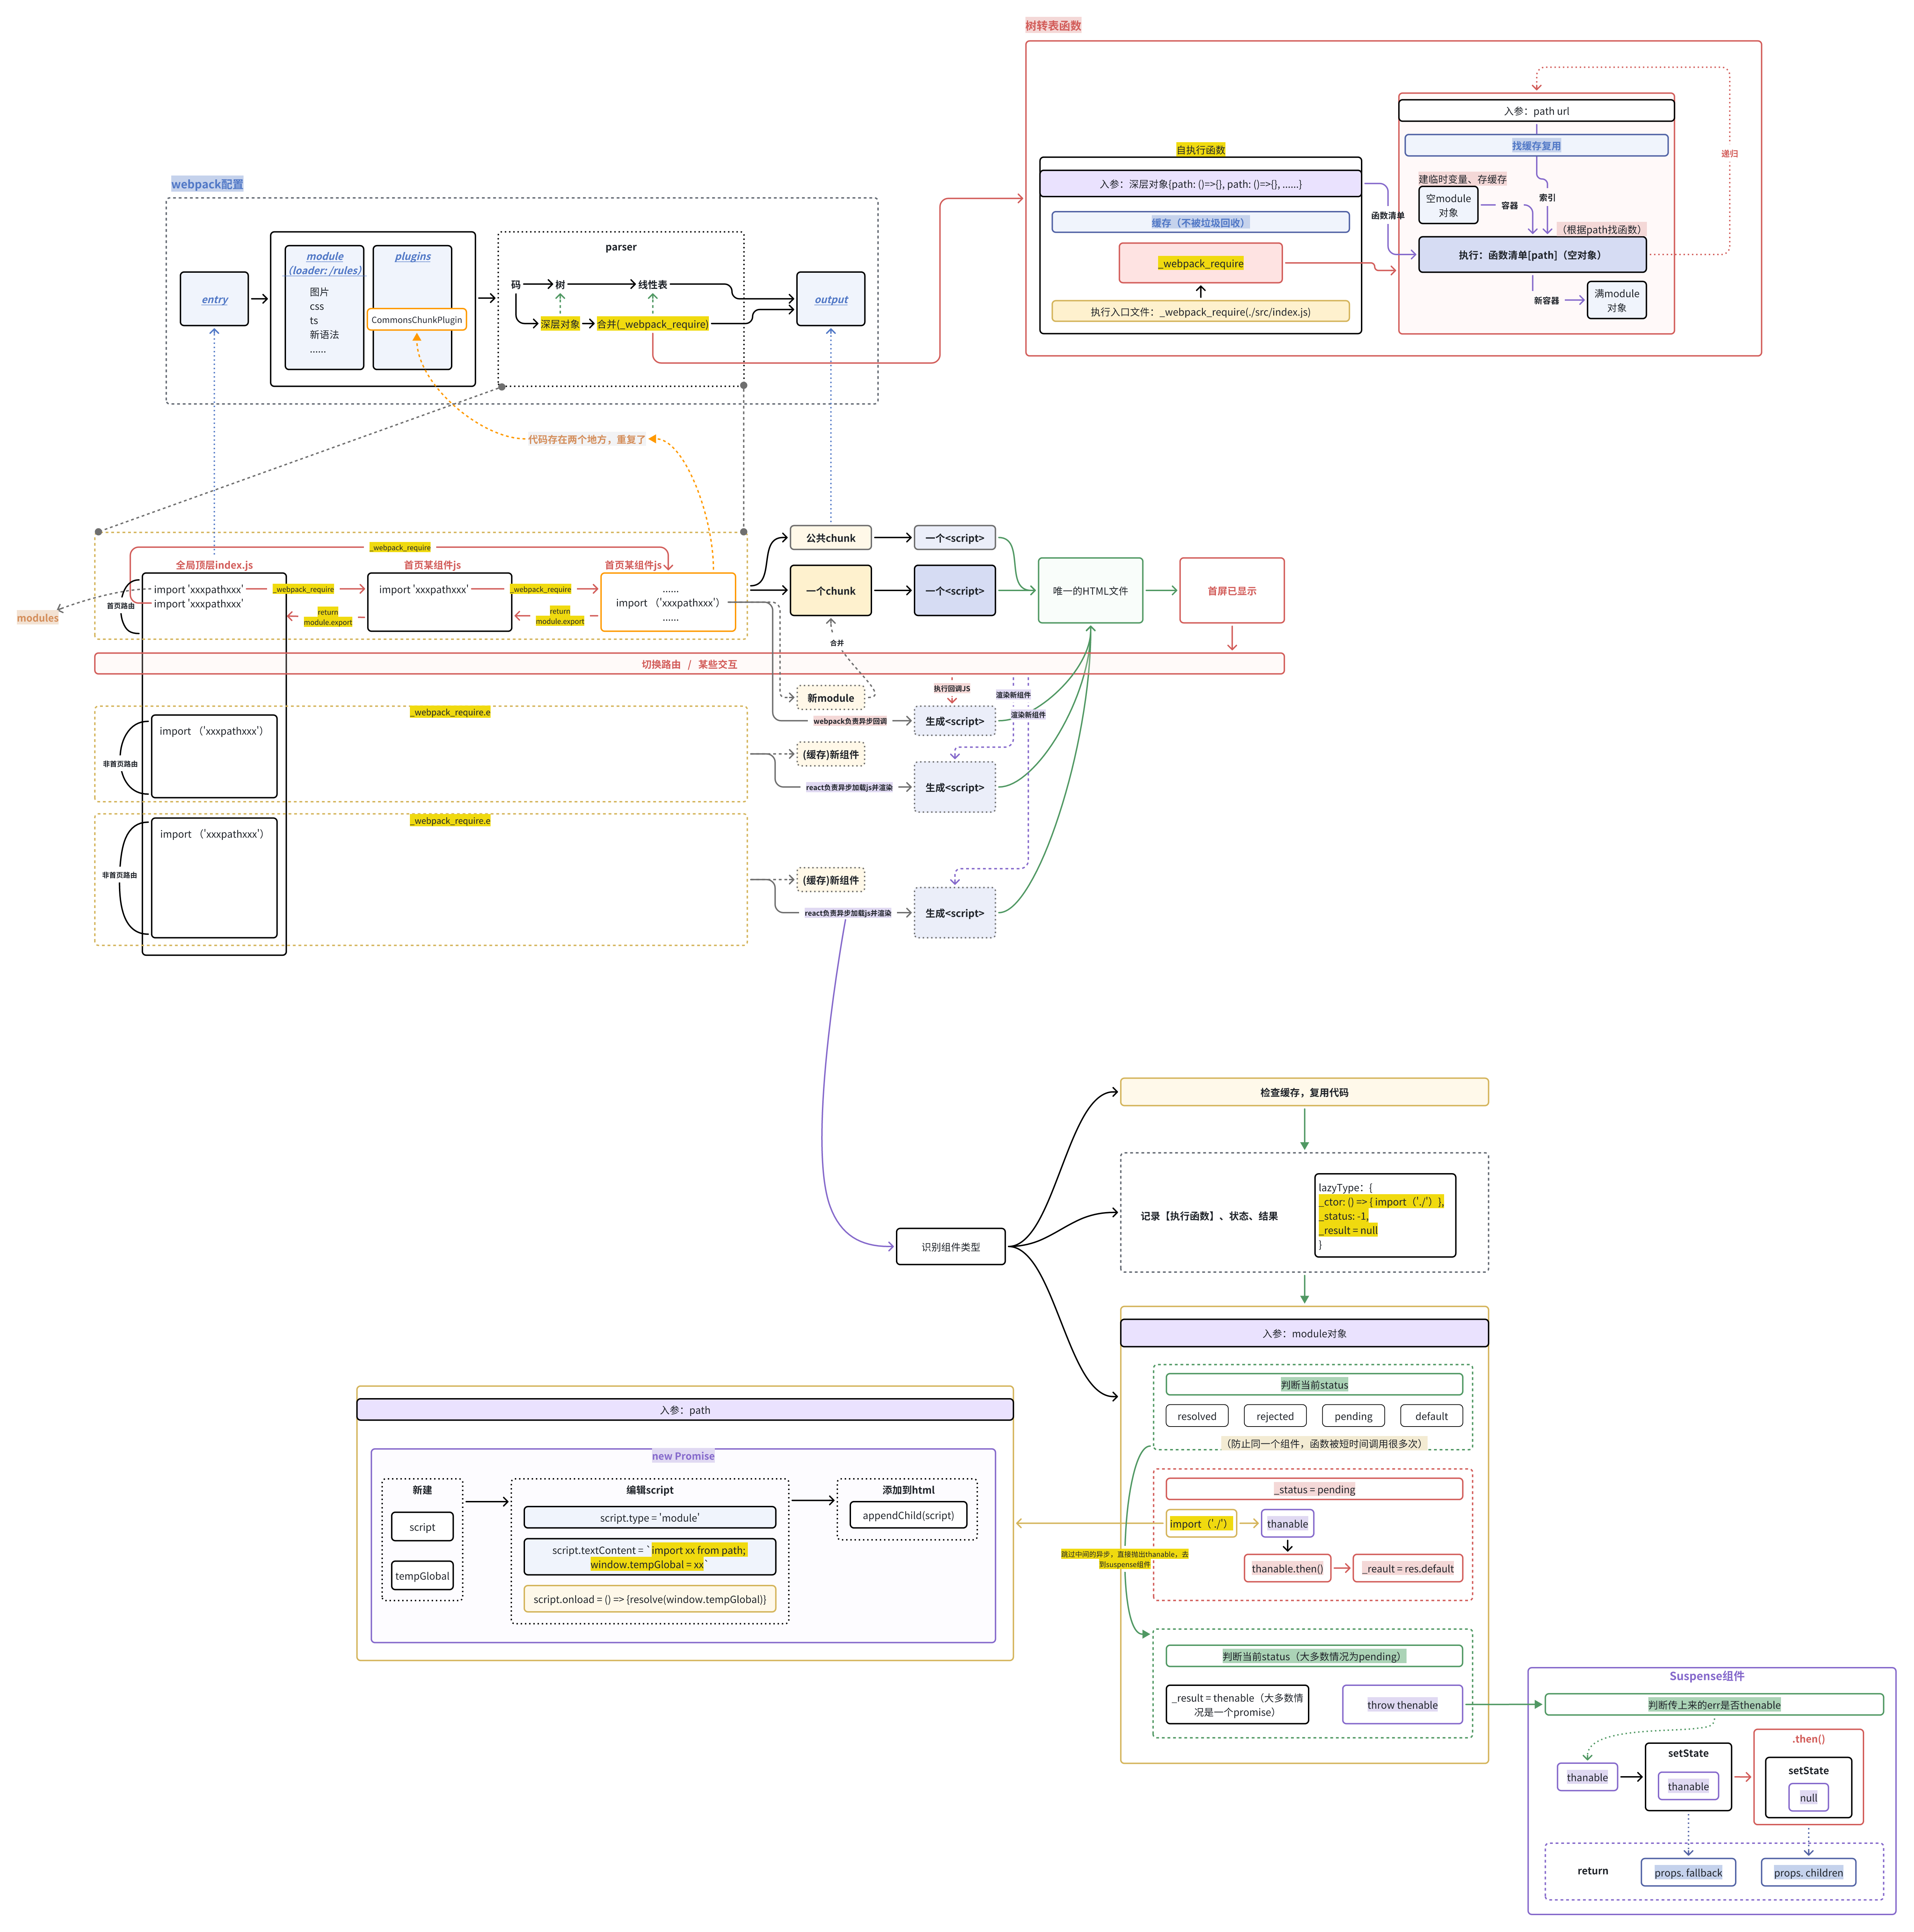 树转表函数
入参：path url
找缓存复用
递归
自执行函数
入参：深层对象{path: ()=>{}, path: ()=>{}, ……}
缓存（不被垃圾回收）
_webpack_require
执行入口文件：_webpack_require(./src/index.js)
函数清单
建临时变量、存缓存
空module
对象
容器
索引
（根据path找函数）
执行：函数清单[path]（空对象）
新容器
满module
对象
webpack配置
entry
module
（loader: /rules）
图片
css
ts
新语法
……
plugins
CommonsChunkPlugin
parser
码
树
线性表
深层对象
合并(_webpack_require)
output
代码存在两个地方，重复了
_webpack_require
全局顶层index.js
首页某组件js
首页某组件js
首页路由
import 'xxxpathxxx'
import 'xxxpathxxx'
_webpack_require
import 'xxxpathxxx'
_webpack_require
……
import （'xxxpathxxx'）
……
return
module.export
return
module.export
modules
公共chunk
一个<script>
一个chunk
一个<script>
唯一的HTML文件
首屏已显示
合并
切换路由 / 某些交互
新module
执行回调JS
渲染新组件
渲染新组件
webpack负责异步回调
生成<script>
_webpack_require.e
import （'xxxpathxxx'）
非首页路由
(缓存)新组件
react负责异步加载js并渲染
生成<script>
_webpack_require.e
import （'xxxpathxxx'）
非首页路由
(缓存)新组件
react负责异步加载js并渲染
生成<script>
识别组件类型
检查缓存，复用代码
记录【执行函数】、状态、结果
lazyType：{
_ctor: () => { import（'./'）},
_status: -1,
_result = null
}
入参：module对象
判断当前status
resolved
rejected
pending
default
（防止同一个组件，函数被短时间调用很多次）
_status = pending
import（'./'）
thanable
thanable.then()
_reault = res.default
跳过中间的异步，直接抛出thanable，去
到suspense组件
判断当前status（大多数情况为pending）
_result = thenable（大多数情
况是一个promise）
throw thenable
入参：path
new Promise
新建
script
tempGlobal
编辑script
script.type = 'module'
script.textContent = `import xx from path;
window.tempGlobal = xx`
script.onload = () => {resolve(window.tempGlobal)}
添加到html
appendChild(script)
Suspense组件
判断传上来的err是否thenable
thanable
setState
thanable
.then()
setState
null
return
props. fallback
props. children